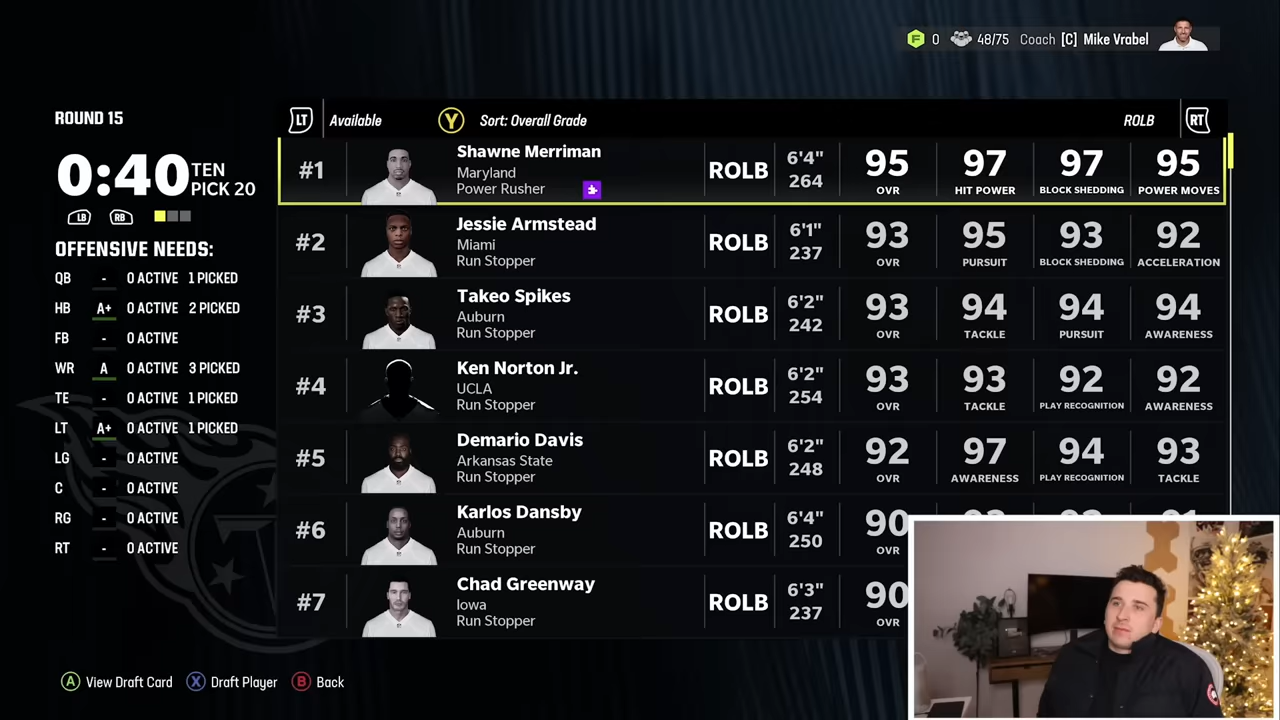 0 48/75 Coach [C] Mike Vrabel
ROUND 15
0:40 TEN
PICK 20
LB RB
OFFENSIVE NEEDS:
QB - 0 ACTIVE 1 PICKED
HB A+ 0 ACTIVE 2 PICKED
FB - 0 ACTIVE
WR A 0 ACTIVE 3 PICKED
TE - 0 ACTIVE 1 PICKED
LT A+ 0 ACTIVE 1 PICKED
LG - 0 ACTIVE
C - 0 ACTIVE
RG - 0 ACTIVE
RT - 0 ACTIVE
LT Available Y Sort: Overall Grade ROLB RT
#1 Shawne Merriman ROLB 6'4" 95 97 97 95
Maryland 264 OVR HIT POWER BLOCK SHEDDING POWER MOVES
Power Rusher
#2 Jessie Armstead ROLB 6'1" 93 95 93 92
Miami 237 OVR PURSUIT BLOCK SHEDDING ACCELERATION
Run Stopper
#3 Takeo Spikes ROLB 6'2" 93 94 94 94
Auburn 242 OVR TACKLE PURSUIT AWARENESS
Run Stopper
#4 Ken Norton Jr. ROLB 6'2" 93 93 92 92
UCLA 254 OVR TACKLE PLAY RECOGNITION AWARENESS
Run Stopper
#5 Demario Davis ROLB 6'2" 92 97 94 93
Arkansas State 248 OVR AWARENESS PLAY RECOGNITION TACKLE
Run Stopper
#6 Karlos Dansby ROLB 6'4" 90
Auburn 250 OVR
Run Stopper
#7 Chad Greenway ROLB 6'3" 90
Iowa 237 OVR
Run Stopper
A View Draft Card X Draft Player B Back